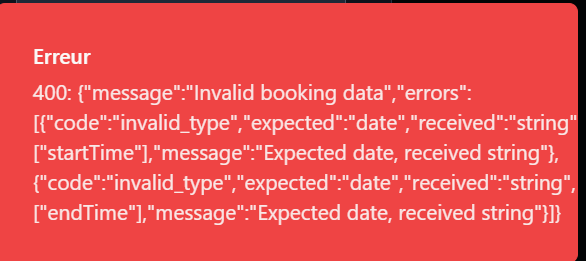 Erreur
400: {"message":"Invalid booking data","errors":
[{"code":"invalid_type","expected":"date","received":"string"
["startTime"],"message":"Expected date, received string"},
{"code":"invalid_type","expected":"date","received":"string",
["endTime"],"message":"Expected date, received string"}]}